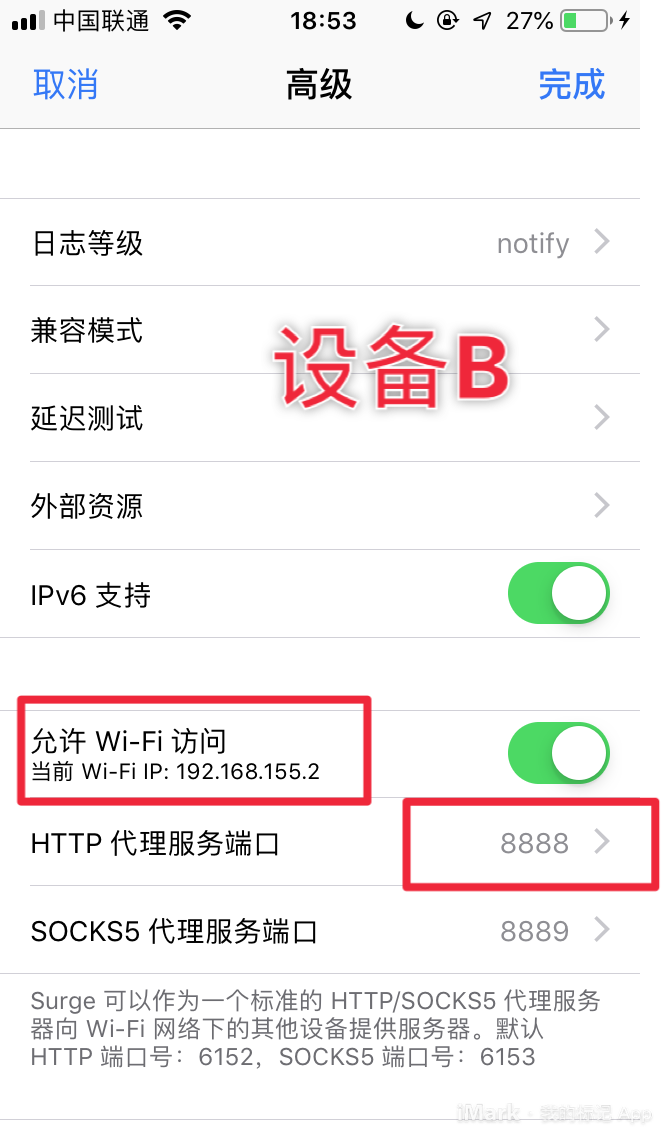 中国联通 18:53 27%
取消 高级 完成
日志等级 notify
兼容模式
设备B
延迟测试
外部资源
IPv6 支持
允许 Wi-Fi 访问
当前 Wi-Fi IP: 192.168.155.2
HTTP 代理服务端口 8888
SOCKS5 代理服务端口 8889
Surge 可以作为一个标准的 HTTP/SOCKS5 代理服务
器向 Wi-Fi 网络下的其他设备提供服务器。默认
HTTP 端口号：6152，SOCKS5 端口号：6153
iMark · 我的标记 App